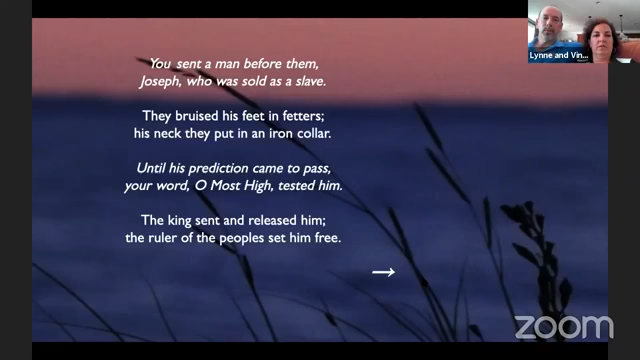 You sent a man before them,
Joseph, who was sold as a slave.
They bruised his feet in fetters;
his neck they put in an iron collar.
Until his prediction came to pass,
your word, O Most High, tested him.
The king sent and released him;
the ruler of the peoples set him free.
→
Lynne and Vin...
zoom